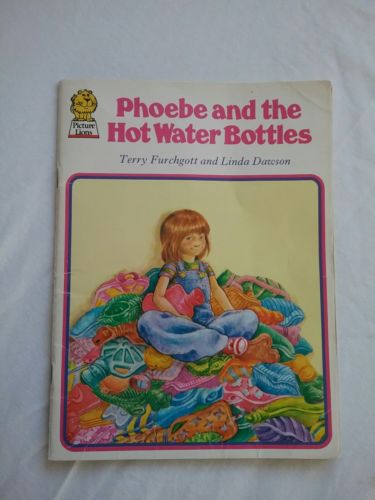 Picture
Lions
Phoebe and the
Hot Water Bottles
Terry Furchgott and Linda Dawson